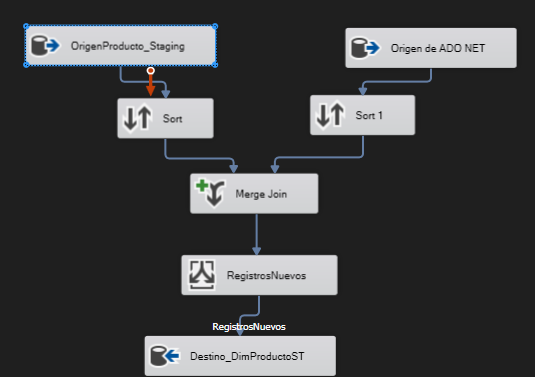 OrigenProducto_Staging
Origen de ADO NET
Sort
Sort 1
Merge Join
RegistrosNuevos
RegistrosNuevos
Destino_DimProductoST